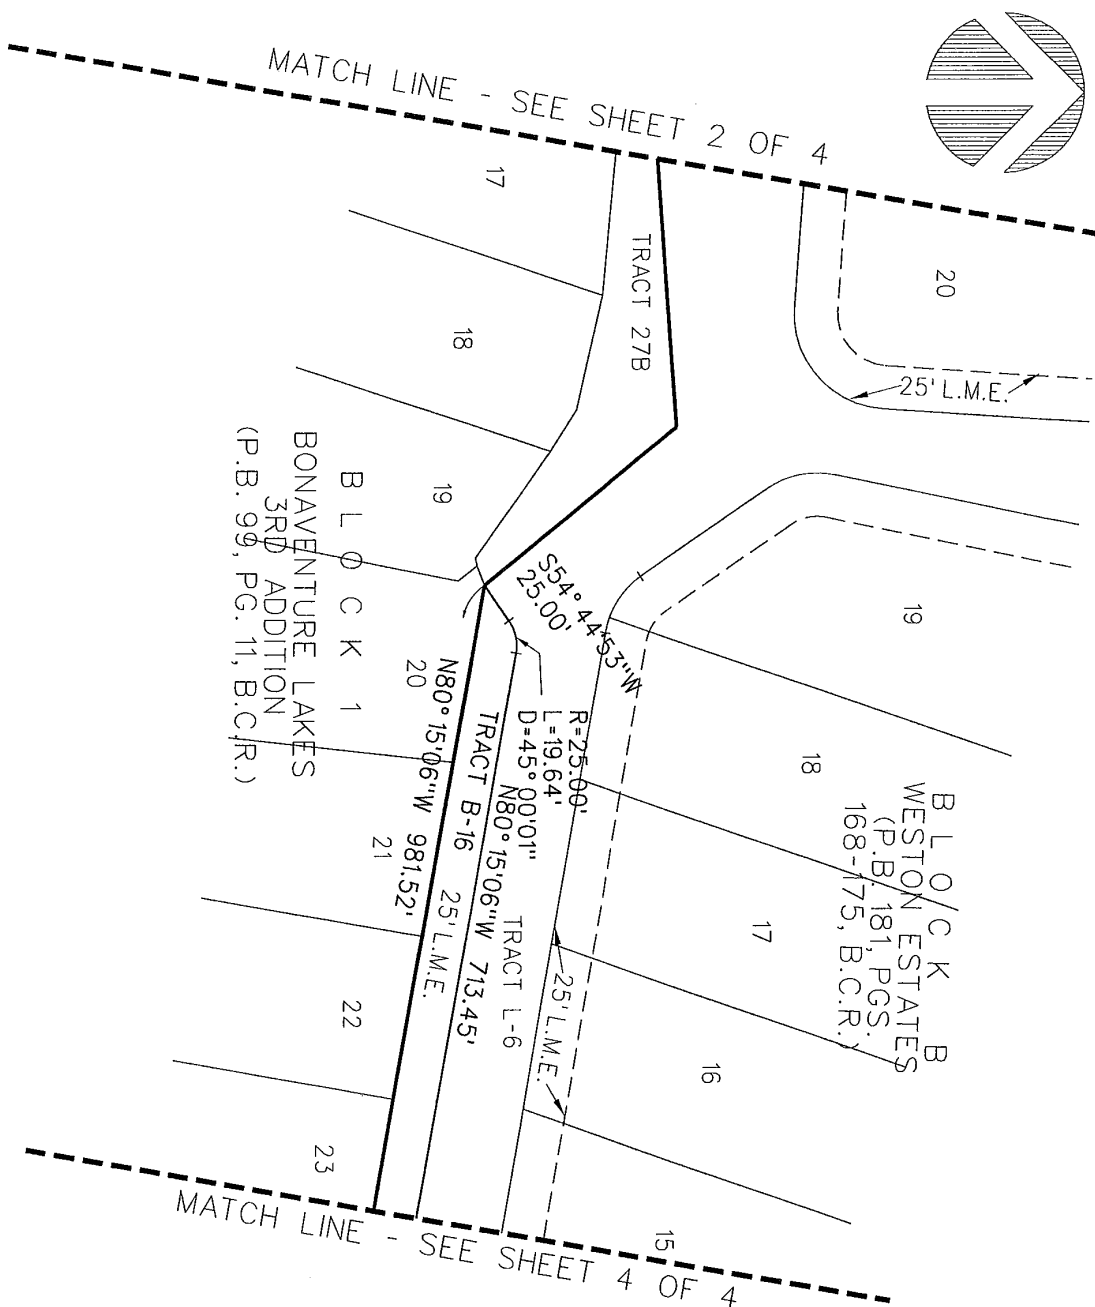 MATCH LINE - SEE SHEET 2 OF 4
17
TRACT 27B
20
18
25' L.M.E.
19
B L O C K 1
BONAVENTURE LAKES
3RD ADDITION
(P.B. 99, PG. 11, B.C.R.)
S54°44'53"W
25.00'
19
R=25.00'
L=19.64'
D=45°00'01"
N80°15'06"W 981.52'
20
TRACT B-16 25' L.M.E.
N80°15'06"W 713.45'
TRACT L-6
18
B L O C K B
WESTON ESTATES
(P.B. 181, PGS.
168-175, B.C.R.)
21
17
25' L.M.E.
22
16
23
15
MATCH LINE - SEE SHEET 4 OF 4